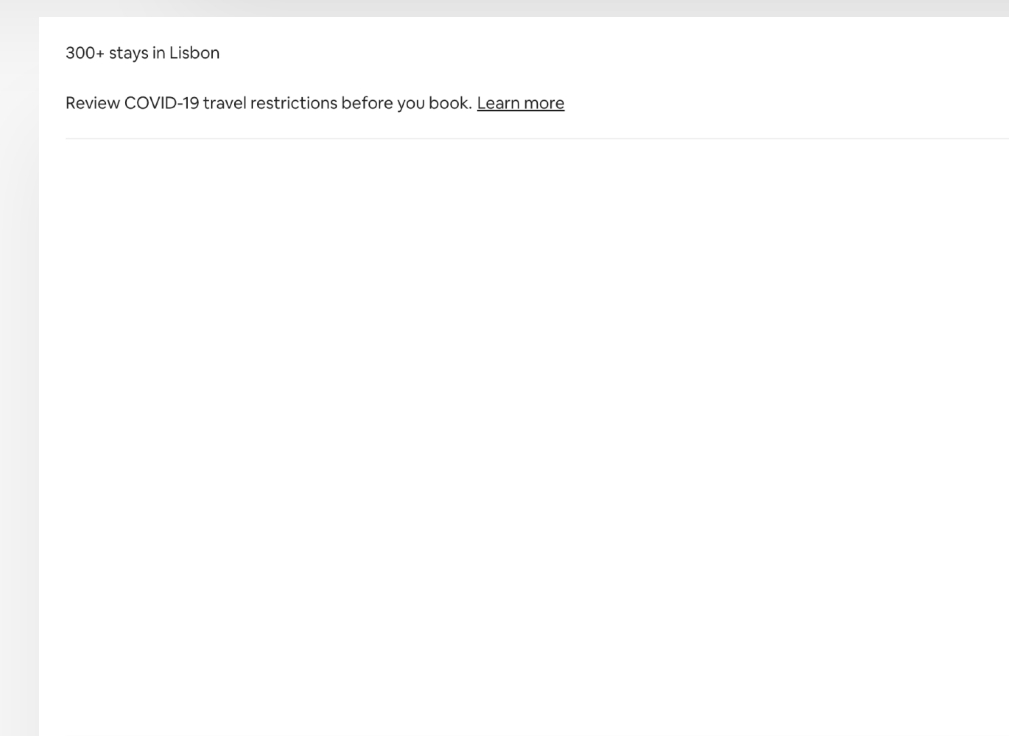 300+ stays in Lisbon
Review COVID-19 travel restrictions before you book. Learn more